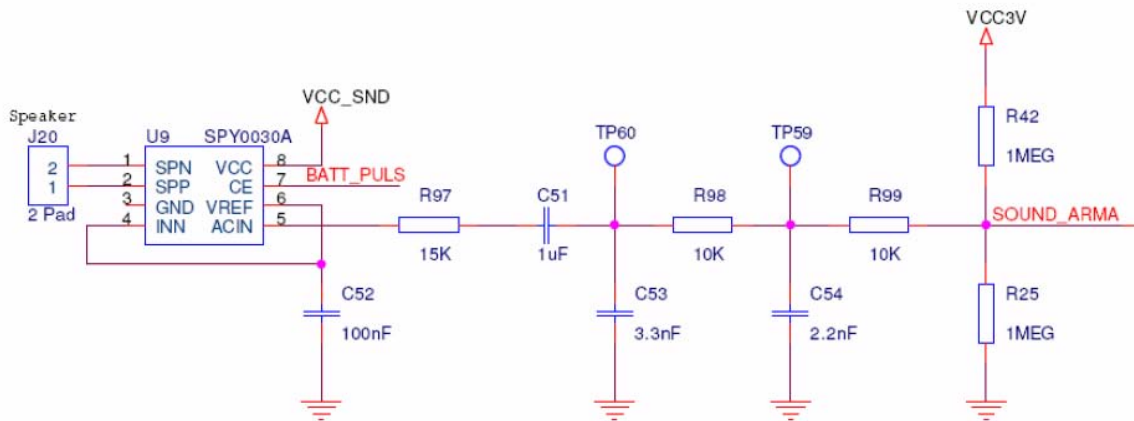 VCC3V
VCC_SND
Speaker
J20
U9 SPY0030A
TP60
TP59
R42
1MEG
2
1
1 SPN VCC 8
2 SPP CE 7 BATT_PULS
3 GND VREF 6
4 INN ACIN 5
2 Pad
R97
15K
C51
1uF
R98
10K
R99
10K
SOUND_ARMA
C52
100nF
C53
3.3nF
C54
2.2nF
R25
1MEG